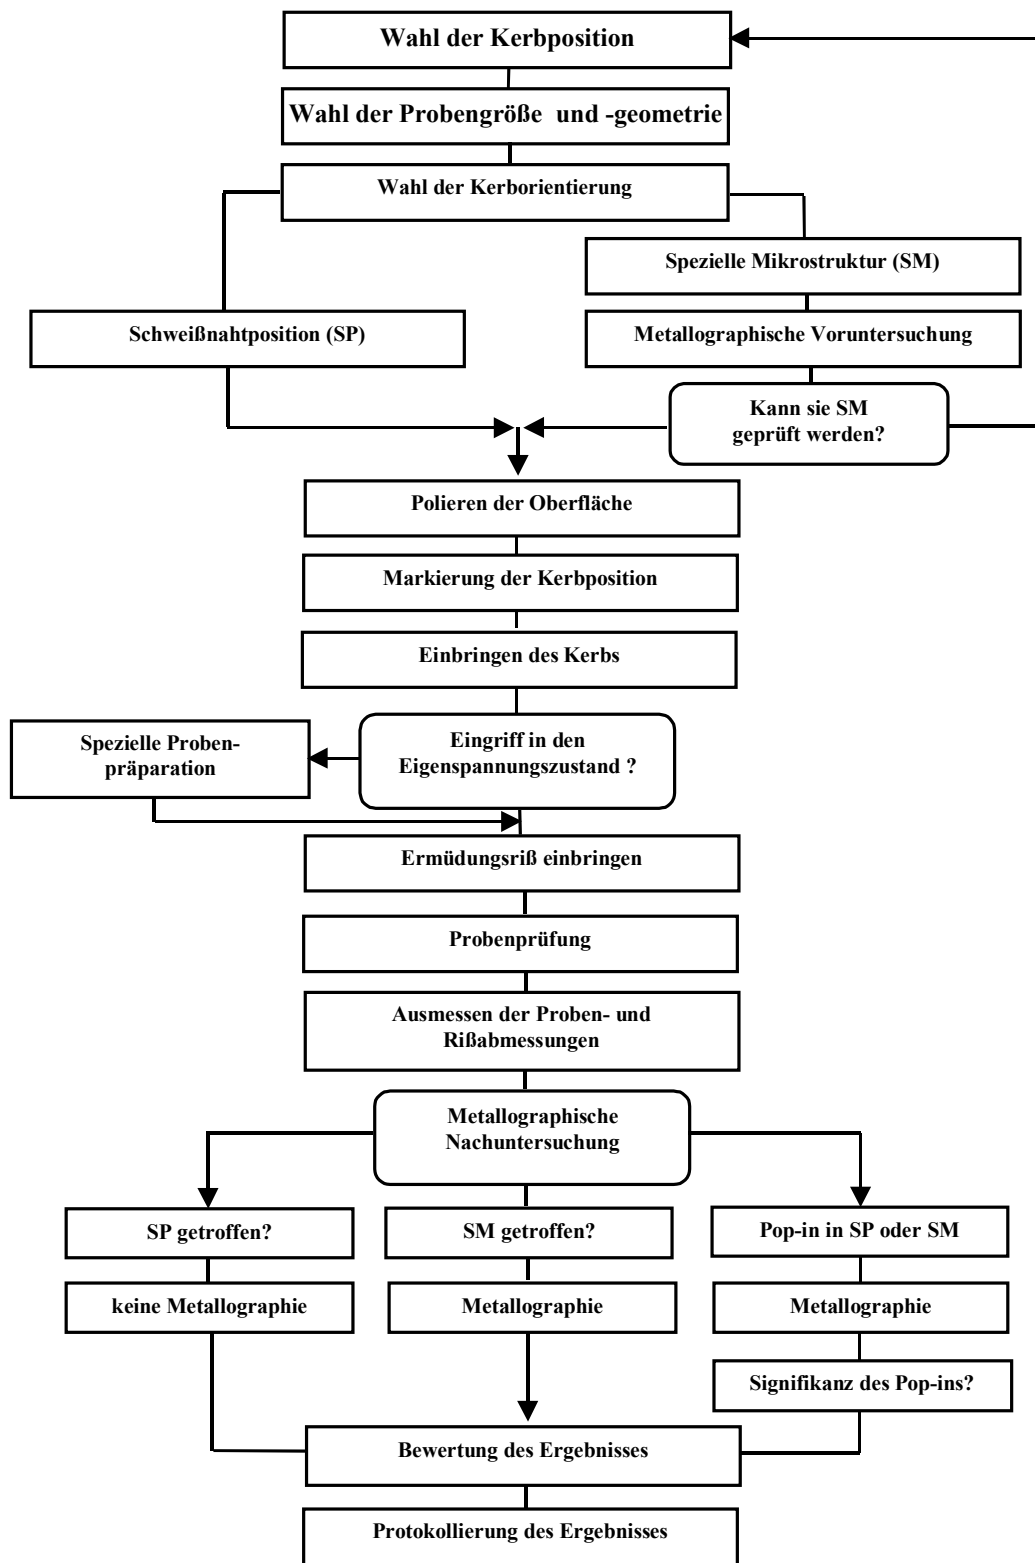 Wahl der Kerbposition
Wahl der Probengröße und -geometrie
Wahl der Kerborientierung
Spezielle Mikrostruktur (SM)
Schweißnahtposition (SP)
Metallographische Voruntersuchung
Kann sie SM
geprüft werden?
Polieren der Oberfläche
Markierung der Kerbposition
Einbringen des Kerbs
Eingriff in den
Eigenspannungszustand ?
Spezielle Proben-
präparation
Ermüdungsriß einbringen
Probenprüfung
Ausmessen der Proben- und
Rißabmessungen
Metallographische
Nachuntersuchung
SP getroffen?
SM getroffen?
Pop-in in SP oder SM
keine Metallographie
Metallographie
Metallographie
Signifikanz des Pop-ins?
Bewertung des Ergebnisses
Protokollierung des Ergebnisses